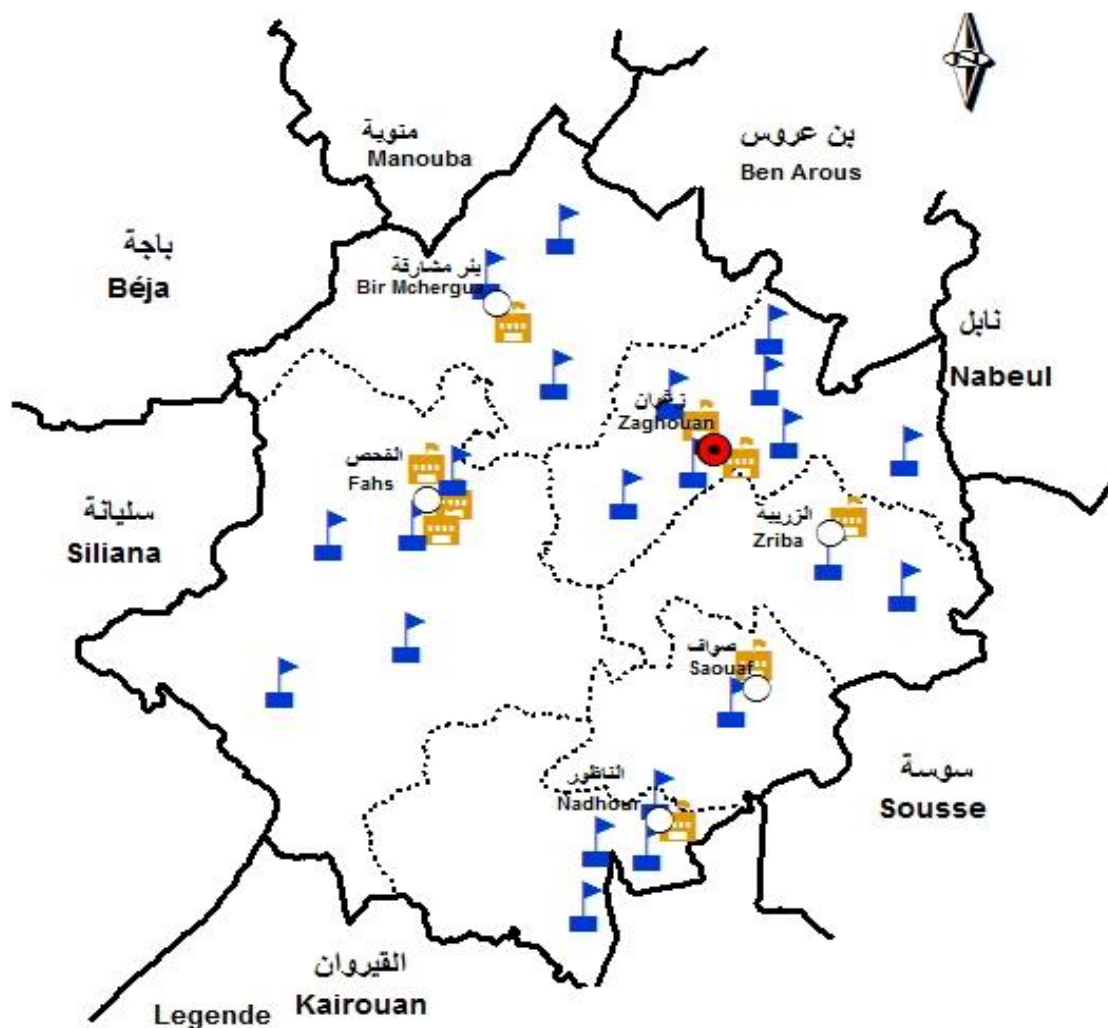 منوبة
Manouba
بن عروس
Ben Arous
باجة
Béja
بئر مشارقة
Bir Mchergua
نابل
Nabeul
زغوان
Zaghouan
الفحص
Fahs
سليانة
Siliana
الزريبة
Zriba
صواف
Saouaf
سوسة
Sousse
الناظور
Nadhour
القيروان
Kairouan
Legende
N